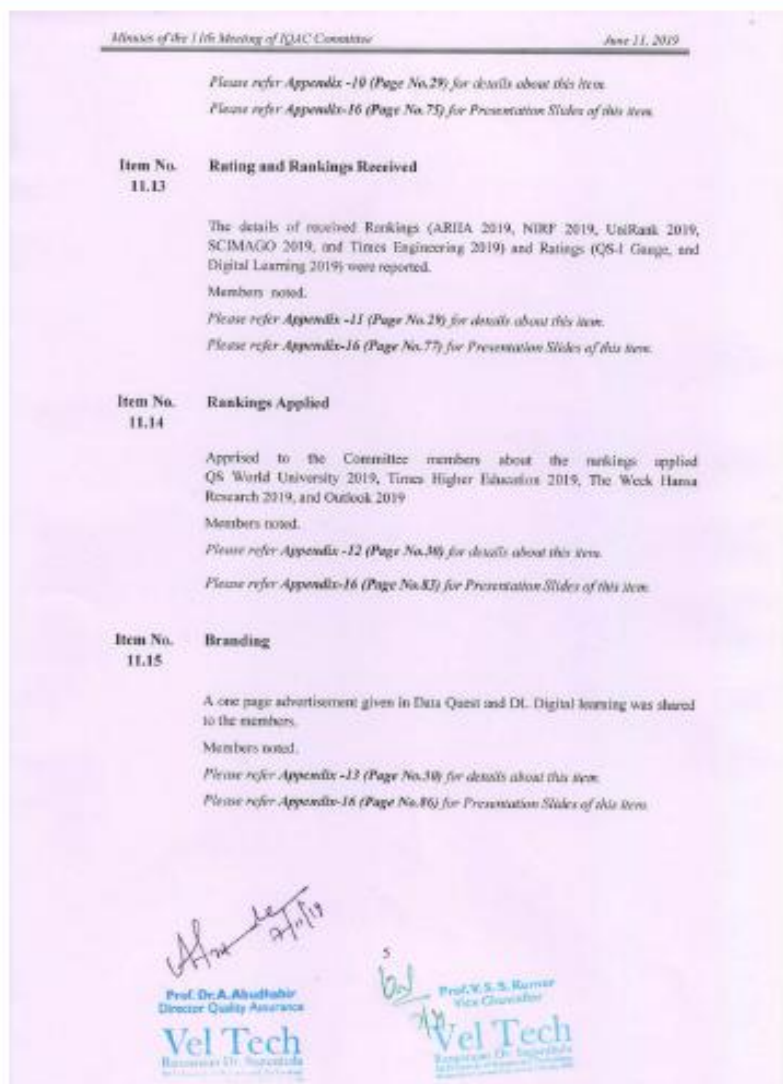 Minutes of the 11th Meeting of IQAC Committee June 11, 2019
Please refer Appendix -10 (Page No.29) for details about this item
Please refer Appendix-16 (Page No.75) for Presentation Slides of this item.
Item No. Rating and Rankings Received
11.13
The details of received Rankings (ARIIA 2019, NIRF 2019, UniRank 2019,
SCIMAGO 2019, and Times Engineering 2019) and Ratings (QS-I Gauge, and
Digital Learning 2019) were reported.
Members noted.
Please refer Appendix -11 (Page No.29) for details about this item.
Please refer Appendix-16 (Page No.77) for Presentation Slides of this item.
Item No. Rankings Applied
11.14
Apprised to the Committee members about the rankings applied
QS World University 2019, Times Higher Education 2019, The Week Hansa
Research 2019, and Outlook 2019
Members noted.
Please refer Appendix -12 (Page No.30) for details about this item.
Please refer Appendix-16 (Page No.83) for Presentation Slides of this item.
Item No. Branding
11.15
A one page advertisement given in Data Quest and DL Digital learning was shared
to the members.
Members noted.
Please refer Appendix -13 (Page No.30) for details about this item.
Please refer Appendix-16 (Page No.86) for Presentation Slides of this item.
5
Prof. Dr.A.Abudhahir
Director Quality Assurance
Vel Tech
Prof.V.S.S.Kumar
Vice Chancellor
Vel Tech